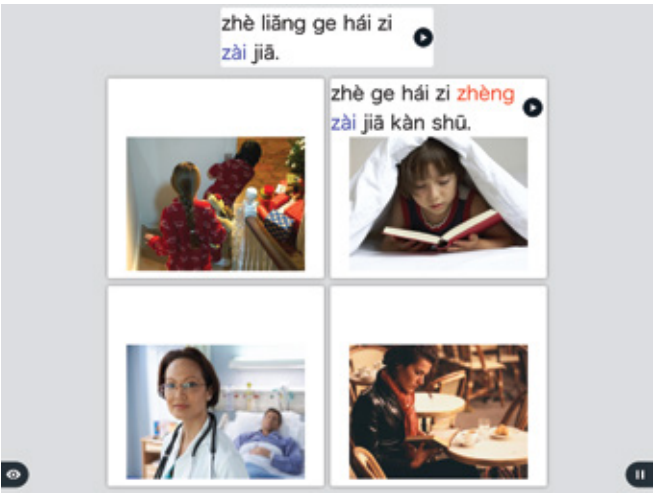 zhè liǎng ge hái zi
zài jiā.
zhè ge hái zi zhèng
zài jiā kàn shū.